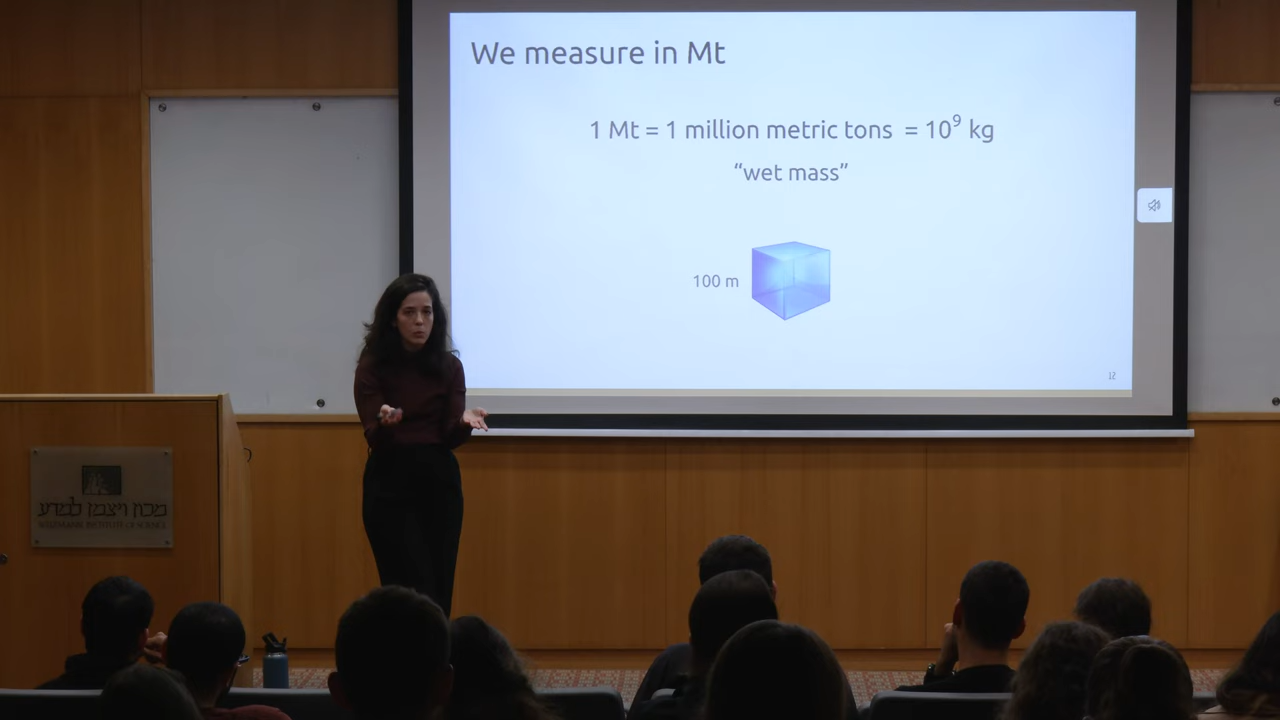 We measure in Mt
1 Mt = 1 million metric tons = 10⁹ kg
“wet mass”
100 m
12
מכון ויצמן למדע
WEIZMANN INSTITUTE OF SCIENCE